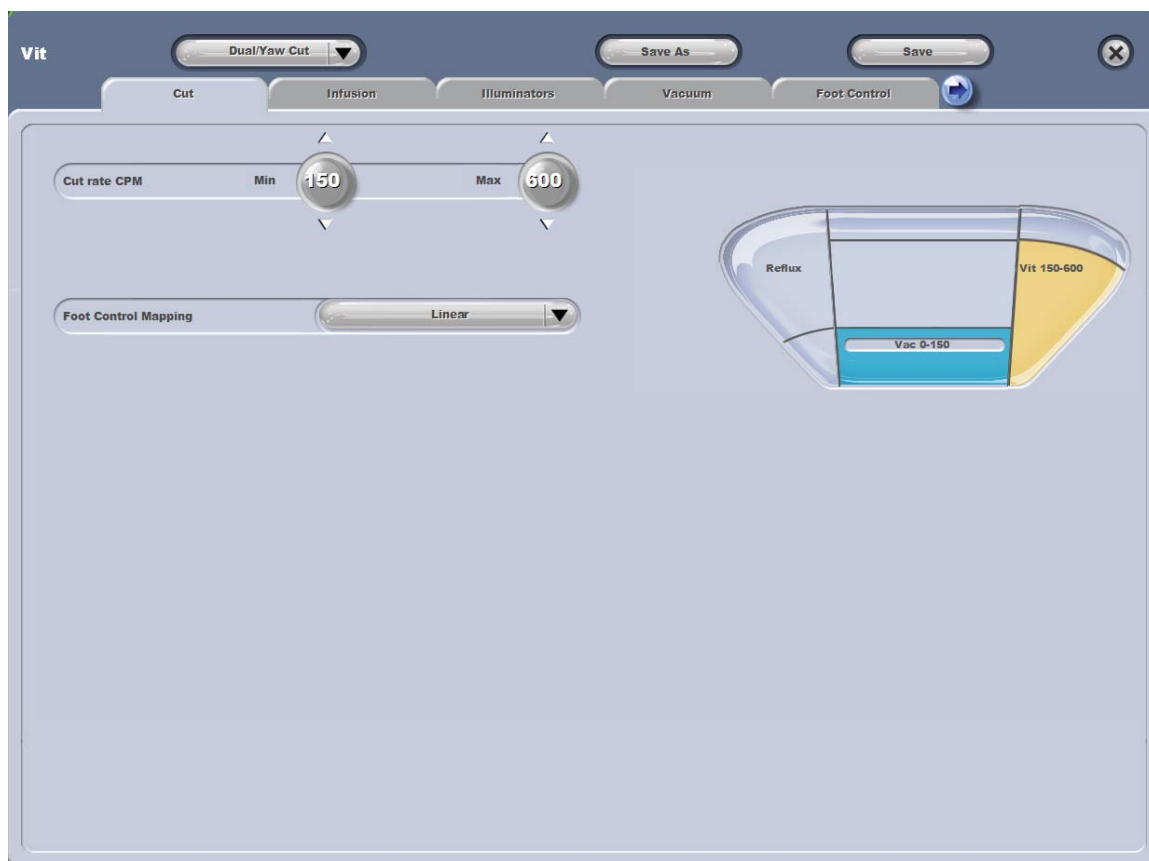 Vit
Dual/Yaw Cut
Save As
Save
Cut
Infusion
Illuminators
Vacuum
Foot Control
Cut rate CPM Min 150 Max 600
Reflux
Vit 150-600
Foot Control Mapping Linear
Vac 0-150